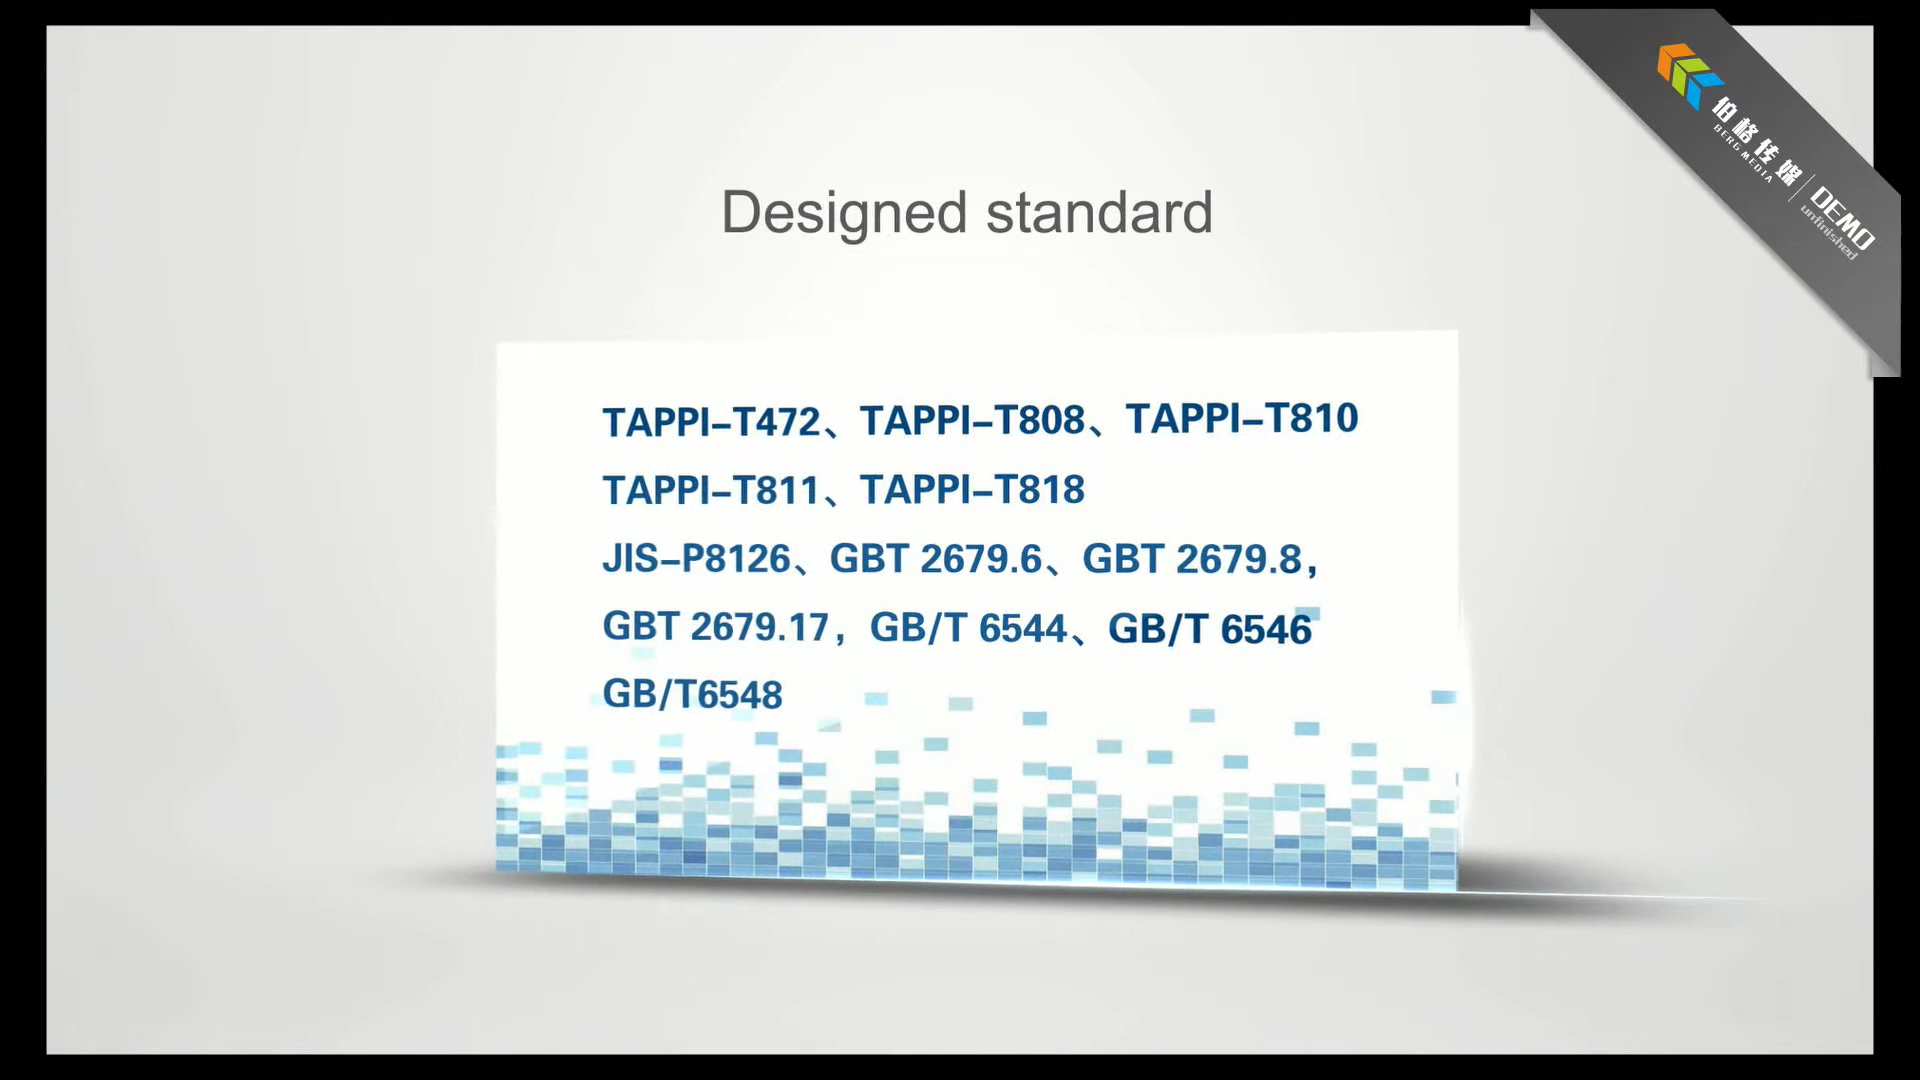 Designed standard
TAPPI-T472、TAPPI-T808、TAPPI-T810
TAPPI-T811、TAPPI-T818
JIS-P8126、GBT 2679.6、GBT 2679.8,
GBT 2679.17, GB/T 6544、GB/T 6546
GB/T6548
伯格传媒
BERG MEDIA
DEMO
unfinished